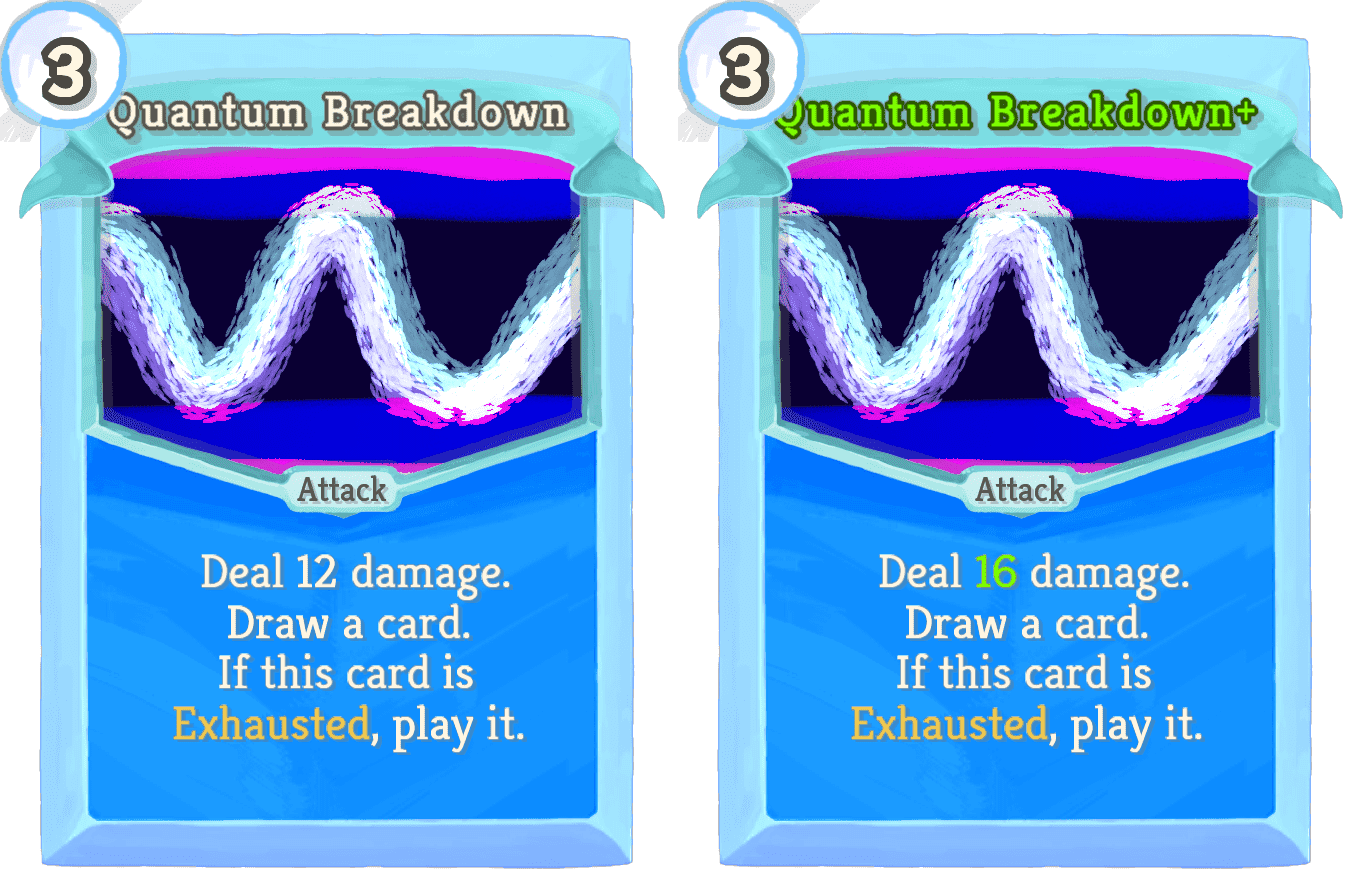 3
Quantum Breakdown
Attack
Deal 12 damage.
Draw a card.
If this card is
Exhausted, play it.
3
Quantum Breakdown+
Attack
Deal 16 damage.
Draw a card.
If this card is
Exhausted, play it.